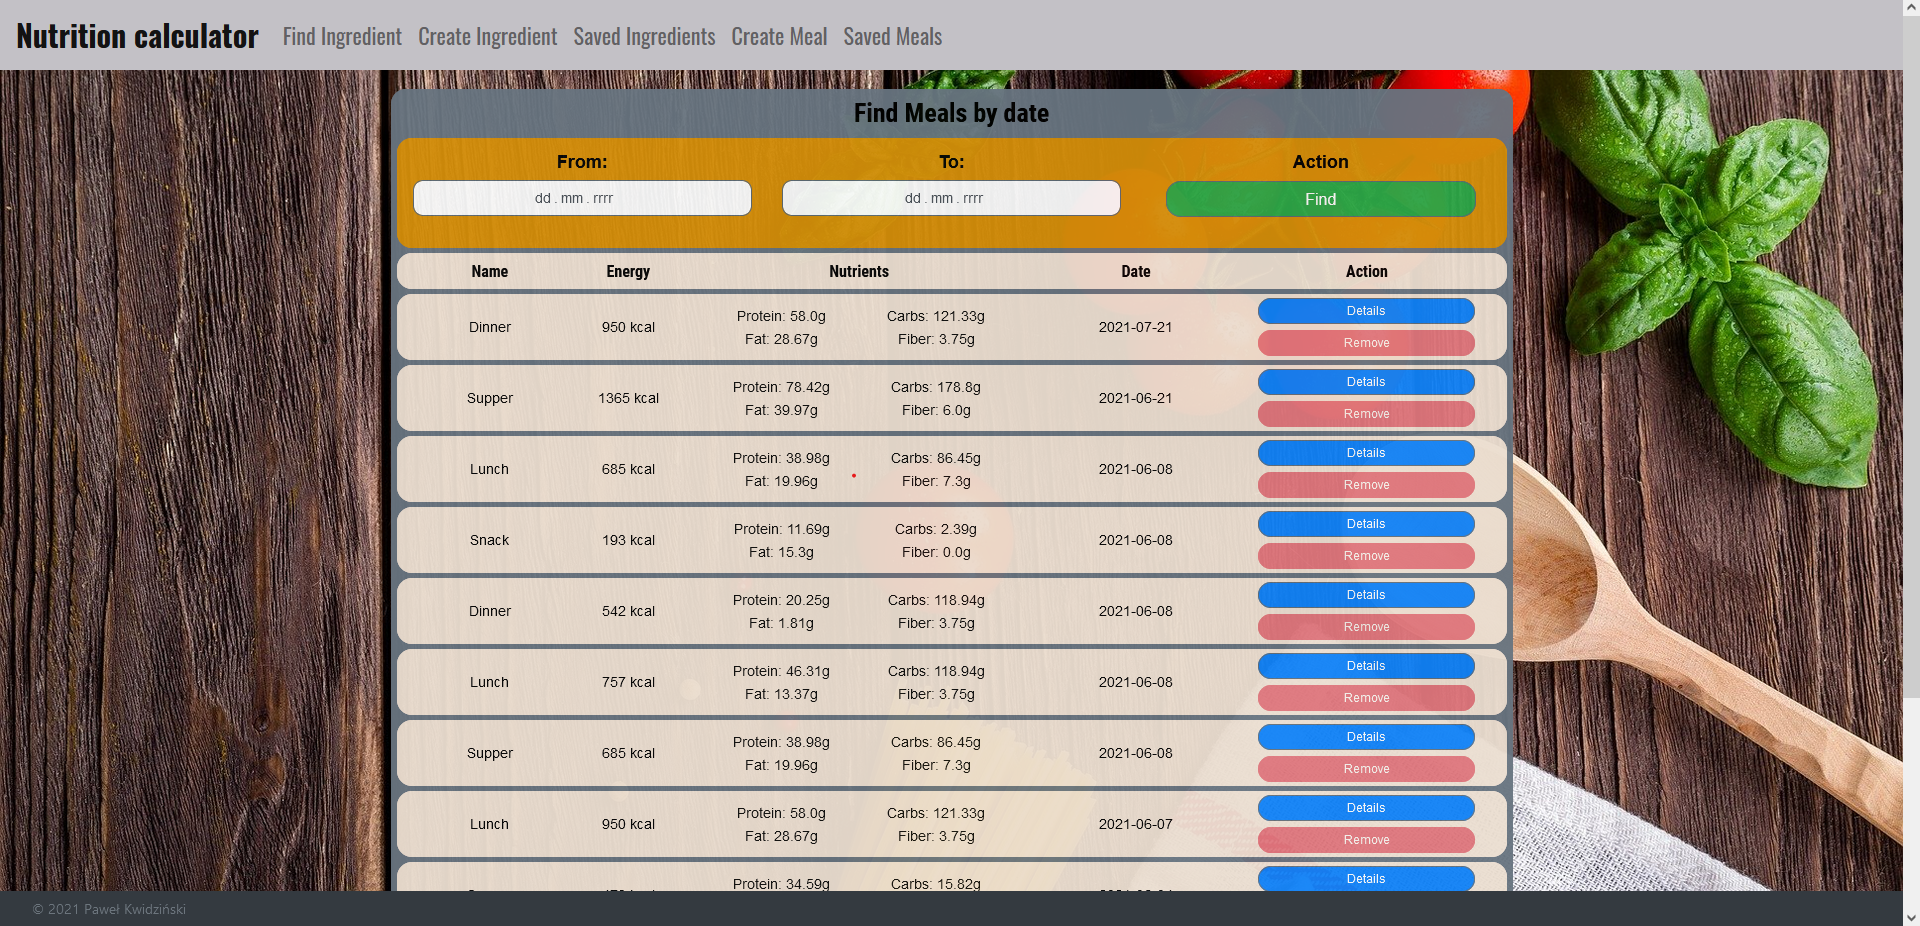 Nutrition calculator Find Ingredient Create Ingredient Saved Ingredients Create Meal Saved Meals
Find Meals by date
From: To: Action
dd . mm . rrrr dd . mm . rrrr Find
Name Energy Nutrients Date Action
Dinner 950 kcal Protein: 58.0g Carbs: 121.33g 2021-07-21 Details
Fat: 28.67g Fiber: 3.75g Remove
Supper 1365 kcal Protein: 78.42g Carbs: 178.8g 2021-06-21 Details
Fat: 39.97g Fiber: 6.0g Remove
Lunch 685 kcal Protein: 38.98g Carbs: 86.45g 2021-06-08 Details
Fat: 19.96g Fiber: 7.3g Remove
Snack 193 kcal Protein: 11.69g Carbs: 2.39g 2021-06-08 Details
Fat: 15.3g Fiber: 0.0g Remove
Dinner 542 kcal Protein: 20.25g Carbs: 118.94g 2021-06-08 Details
Fat: 1.81g Fiber: 3.75g Remove
Lunch 757 kcal Protein: 46.31g Carbs: 118.94g 2021-06-08 Details
Fat: 13.37g Fiber: 3.75g Remove
Supper 685 kcal Protein: 38.98g Carbs: 86.45g 2021-06-08 Details
Fat: 19.96g Fiber: 7.3g Remove
Lunch 950 kcal Protein: 58.0g Carbs: 121.33g 2021-06-07 Details
Fat: 28.67g Fiber: 3.75g Remove
Protein: 34.59g Carbs: 15.82g Details
© 2021 Paweł Kwidziński